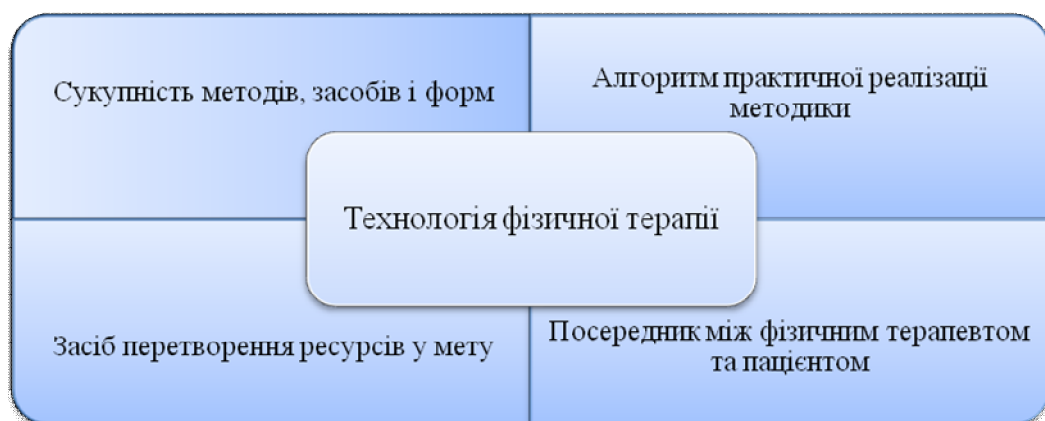 Сукупність методів, засобів і форм
Алгоритм практичної реалізації
методики
Технологія фізичної терапії
Засіб перетворення ресурсів у мету
Посередник між фізичним терапевтом
та пацієнтом